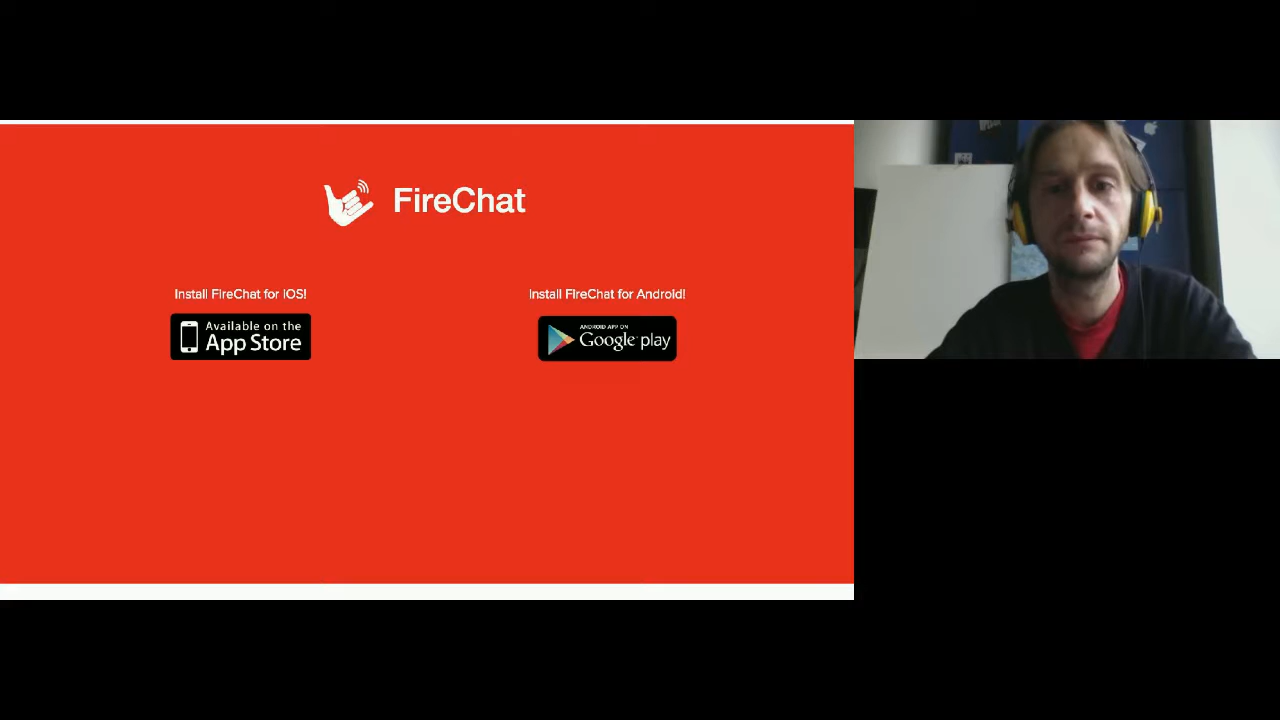 FireChat
Install FireChat for iOS!
Available on the
App Store
Install FireChat for Android!
ANDROID APP ON
Google play